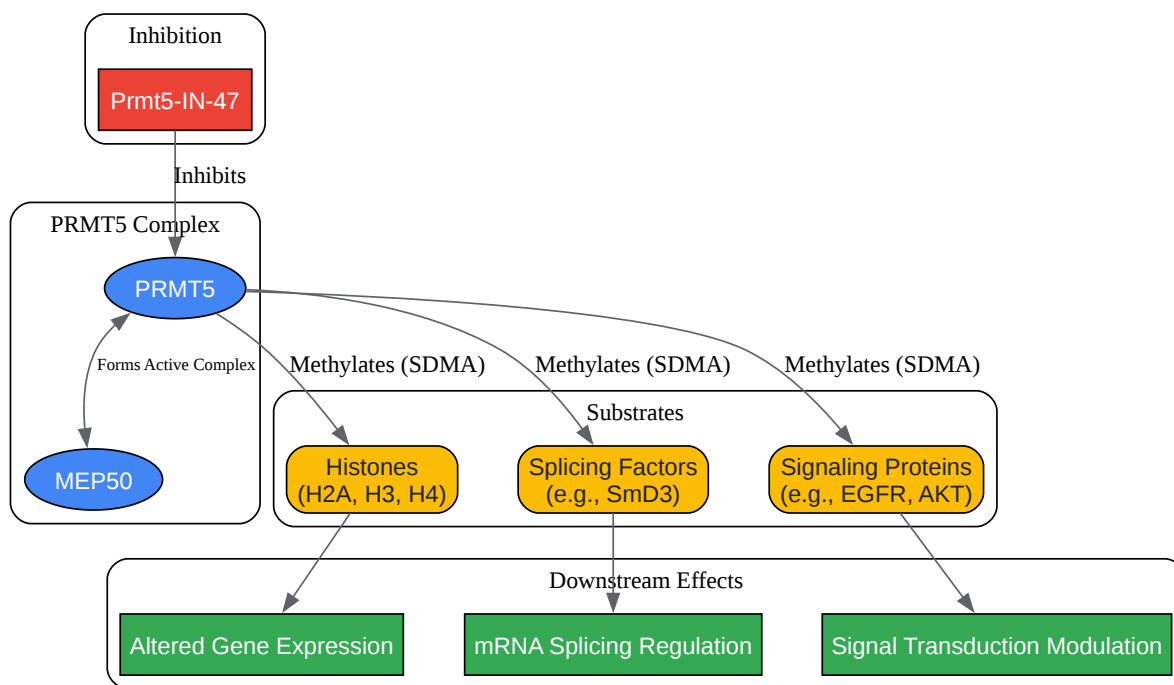 Inhibition
Prmt5-IN-47
Inhibits
PRMT5 Complex
PRMT5
Forms Active Complex
MEP50
Methylates (SDMA)
Methylates (SDMA)
Methylates (SDMA)
Substrates
Histones
(H2A, H3, H4)
Splicing Factors
(e.g., SmD3)
Signaling Proteins
(e.g., EGFR, AKT)
Downstream Effects
Altered Gene Expression
mRNA Splicing Regulation
Signal Transduction Modulation